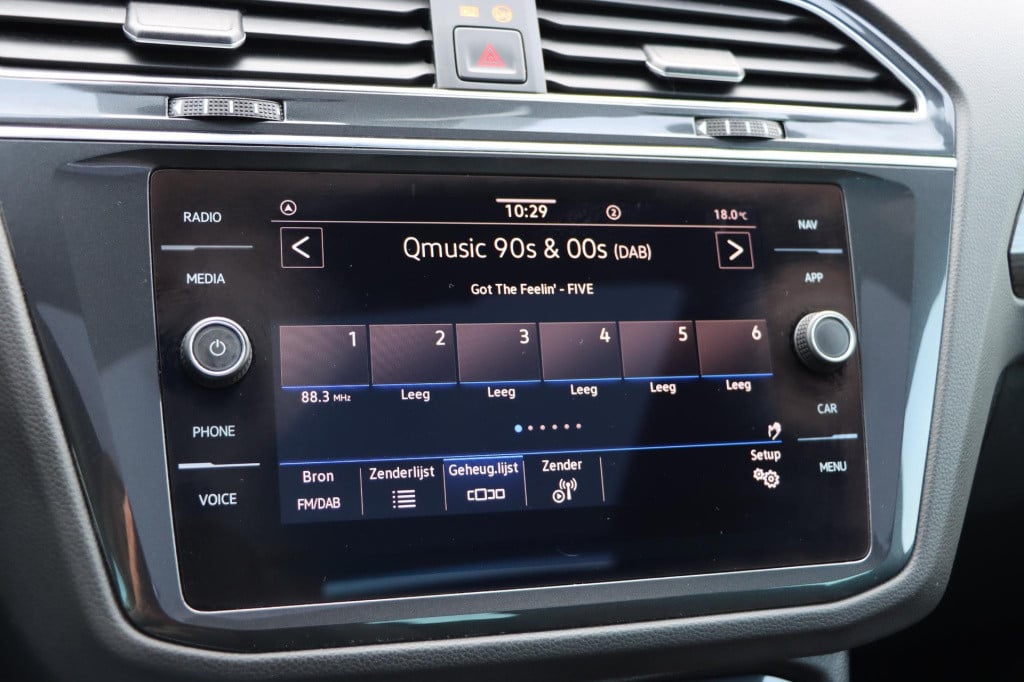 RADIO
MEDIA
PHONE
VOICE
10:29
2
18.0°C
< Qmusic 90s & 00s (DAB) >
Got The Feelin' - FIVE
1 2 3 4 5 6
88.3 MHz Leeg Leeg Leeg Leeg Leeg
Bron Zenderlijst Geheug.lijst Zender Setup
FM/DAB
NAV
APP
CAR
MENU